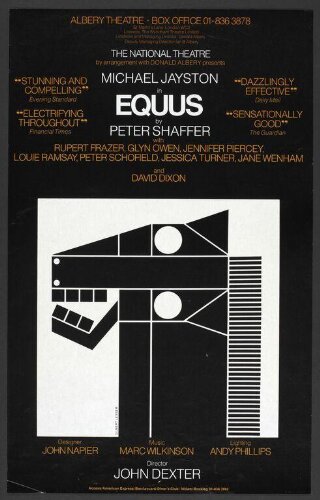 ALBERY THEATRE - BOX OFFICE 01-836 3878
THE NATIONAL THEATRE
by arrangement with DONALD ALBERY presents
MICHAEL JAYSTON
in
EQUUS
by
PETER SHAFFER
with
"STUNNING AND
COMPELLING"
Evening Standard
"ELECTRIFYING
THROUGHOUT"
Financial Times
"DAZZLINGLY
EFFECTIVE"
Daily Mail
"SENSATIONALLY
GOOD"
The Guardian
RUPERT FRAZER, GLYN OWEN, JENNIFER PIERCEY,
LOUIE RAMSAY, PETER SCHOFIELD, JESSICA TURNER, JANE WENHAM
and
DAVID DIXON
Designer
JOHN NAPIER
Music
MARC WILKINSON
Lighting
ANDY PHILLIPS
Director
JOHN DEXTER